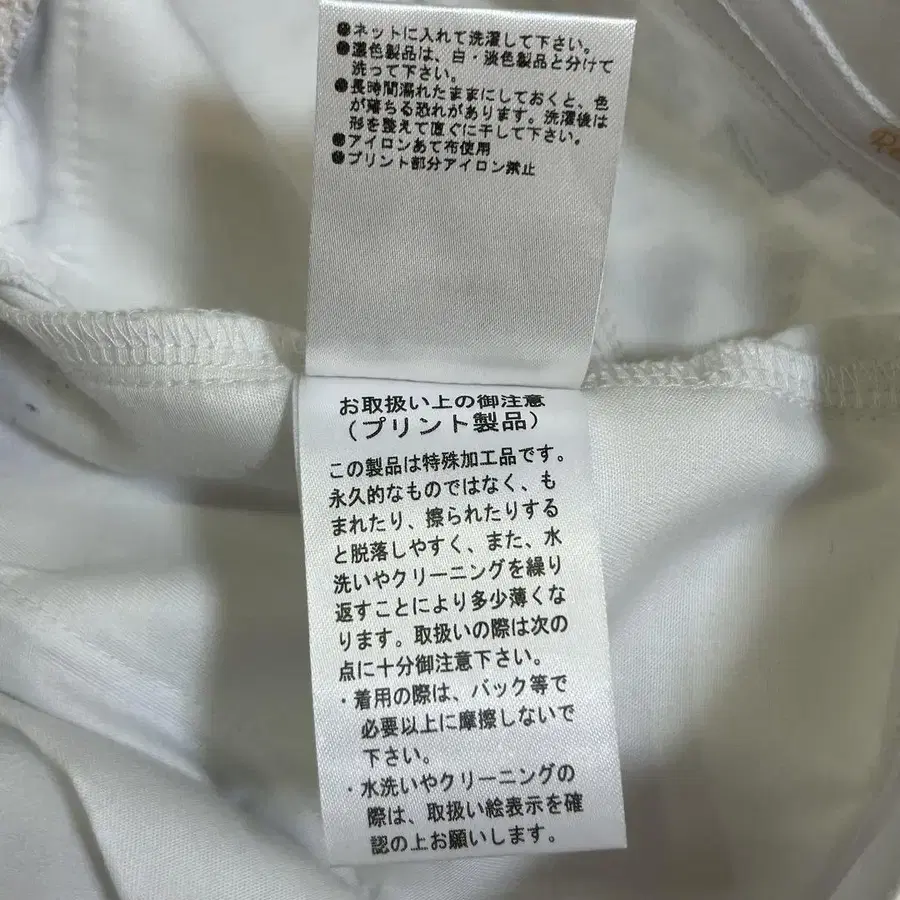 ●ネットに入れて洗濯して下さい。
●濃色製品は、白・淡色製品と分けて
洗って下さい。
●長時間濡れたままにしておくと、色
が落ちる恐れがあります。洗濯後は
形を整えて直ぐに干して下さい。
●アイロンあて布使用
●プリント部分アイロン禁止
お取扱い上の御注意
(プリント製品)
この製品は特殊加工品です。
永久的なものではなく、も
まれたり、擦られたりする
と脱落しやすく、また、水
洗いやクリーニングを繰り
返すことにより多少薄くな
ります。取扱いの際は次の
点に十分御注意下さい。
・着用の際は、バック等で
必要以上に摩擦しないで
下さい。
・水洗いやクリーニングの
際は、取扱い絵表示を確
認の上お願いします。